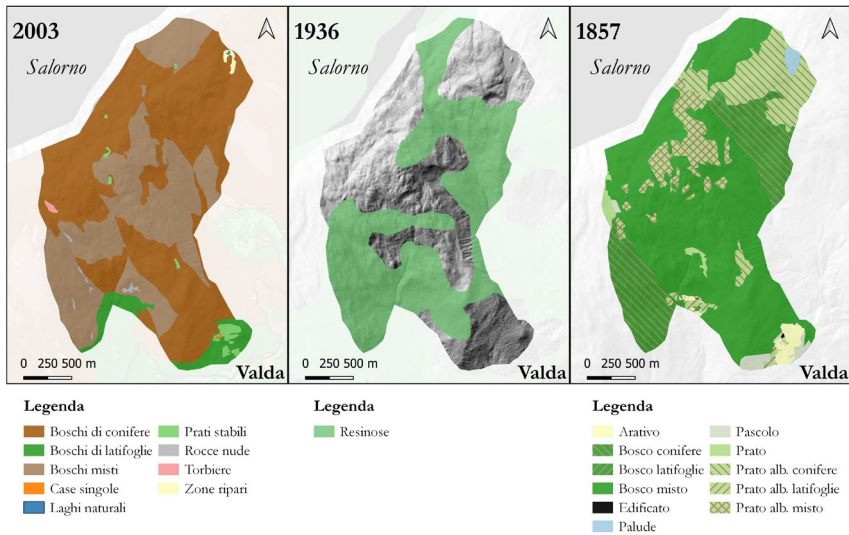 2003
Salorno
0 250 500 m
Valda
1936
Salorno
0 250 500 m
Valda
1857
Salorno
0 250 500 m
Valda
Legenda
Boschi di conifere
Boschi di latifoglie
Boschi misti
Case singole
Laghi naturali
Prati stabili
Rocce nude
Torbiere
Zone ripari
Legenda
Resinose
Legenda
Arativo
Bosco conifere
Bosco latifoglie
Bosco misto
Edificato
Palude
Pascolo
Prato
Prato alb. conifere
Prato alb. latifoglie
Prato alb. misto